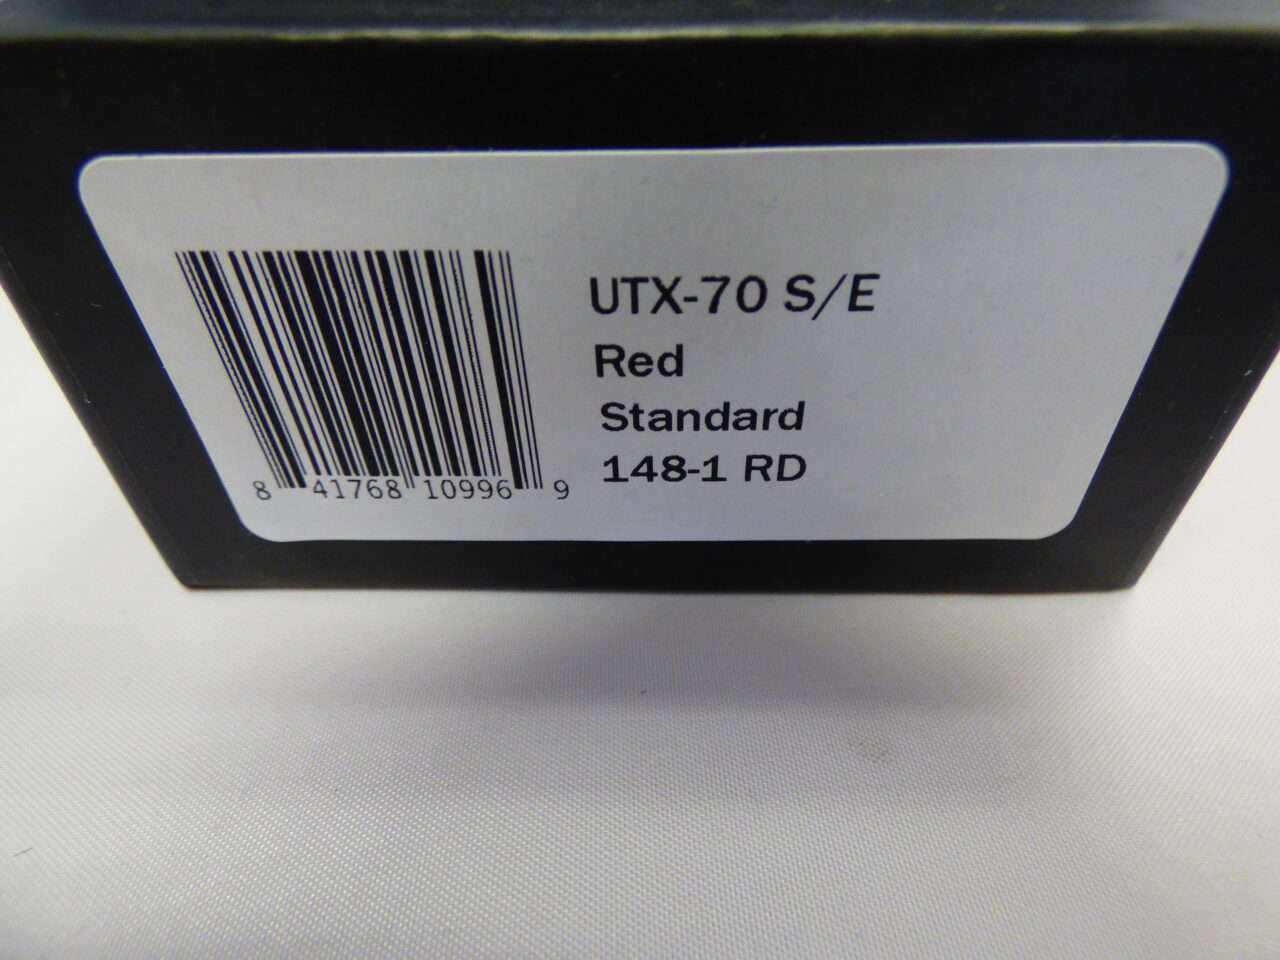 UTX-70 S/E
Red
Standard
148-1 RD
8 41768 10996 9